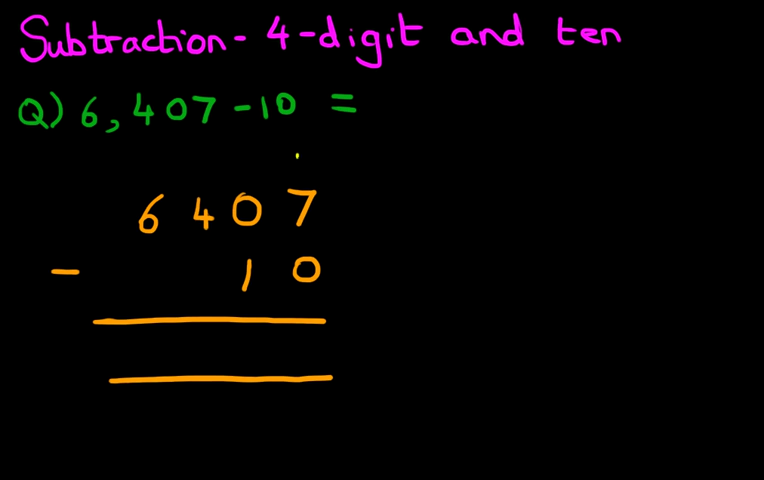 Subtraction - 4-digit and ten
Q) 6,407 - 10 =
6 4 0 7
- 1 0